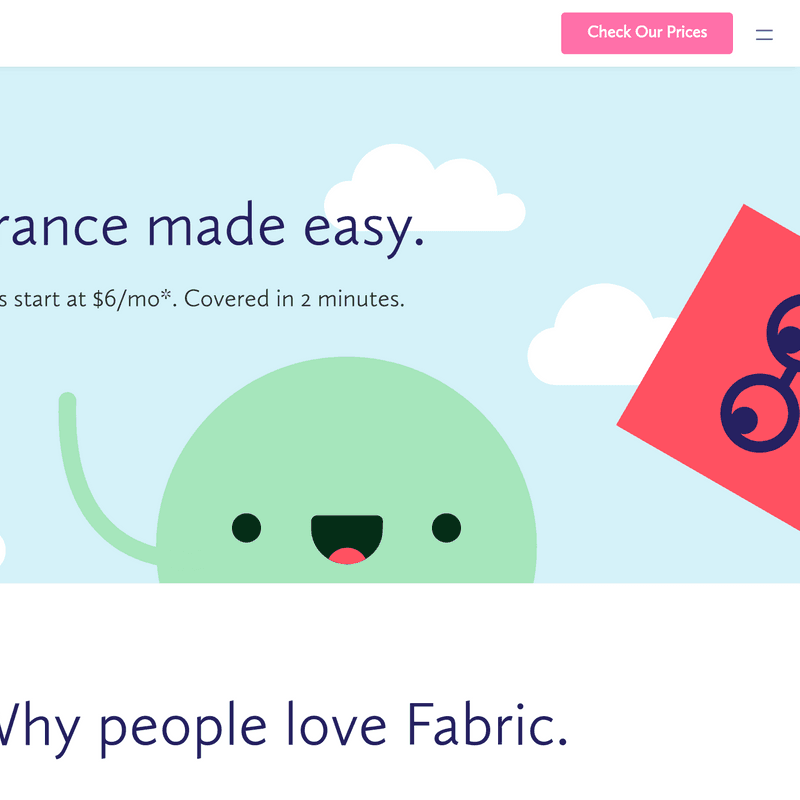 Check Our Prices
rance made easy.
s start at $6/mo*. Covered in 2 minutes.
Why people love Fabric.